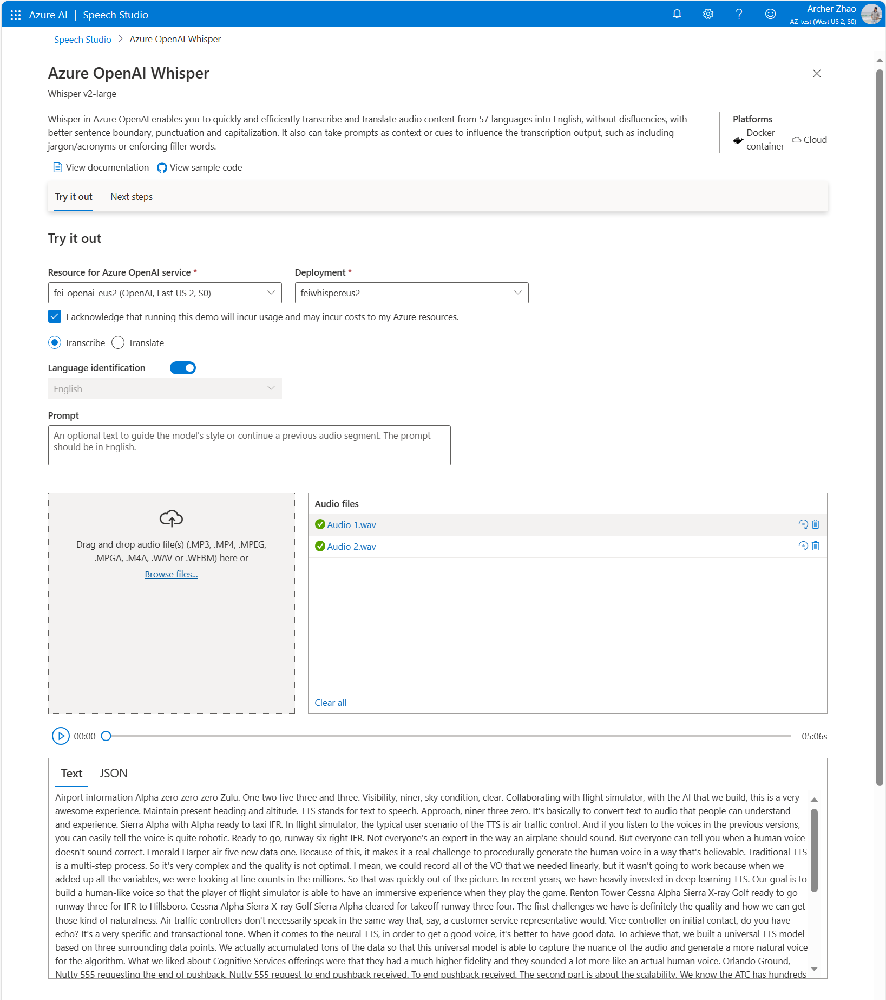 Azure AI | Speech Studio
Archer Zhao
AZ-test (West US 2, S0)
Speech Studio > Azure OpenAI Whisper
Azure OpenAI Whisper
Whisper v2-large
Whisper in Azure OpenAI enables you to quickly and efficiently transcribe and translate audio content from 57 languages into English, without disfluencies, with
better sentence boundary, punctuation and capitalization. It also can take prompts as context or cues to influence the transcription output, such as including
jargon/acronyms or enforcing filler words.
Platforms
Docker
container
Cloud
View documentation View sample code
Try it out Next steps
Try it out
Resource for Azure OpenAI service * Deployment *
fei-openai-eus2 (OpenAI, East US 2, S0) feiwhispereus2
I acknowledge that running this demo will incur usage and may incur costs to my Azure resources.
Transcribe Translate
Language identification
English
Prompt
An optional text to guide the model's style or continue a previous audio segment. The prompt
should be in English.
Drag and drop audio file(s) (.MP3, .MP4, .MPEG,
.MPGA, .M4A, .WAV or .WEBM) here or
Browse files...
Audio files
Audio 1.wav
Audio 2.wav
Clear all
00:00 05:06s
Text JSON
Airport information Alpha zero zero zero Zulu. One two five three and three. Visibility, niner, sky condition, clear. Collaborating with flight simulator, with the AI that we build, this is a very
awesome experience. Maintain present heading and altitude. TTS stands for text to speech. Approach, niner three zero. It's basically to convert text to audio that people can understand
and experience. Sierra Alpha with Alpha ready to taxi IFR. In flight simulator, the typical user scenario of the TTS is air traffic control. And if you listen to the voices in the previous versions,
you can easily tell the voice is quite robotic. Ready to go, runway six right IFR. Not everyone's an expert in the way an airplane should sound. But everyone can tell you when a human voice
doesn't sound correct. Emerald Harper air five new data one. Because of this, it makes it a real challenge to procedurally generate the human voice in a way that's believable. Traditional TTS
is a multi-step process. So it's very complex and the quality is not optimal. I mean, we could record all of the VO that we needed linearly, but it wasn't going to work because when we
added up all the variables, we were looking at line counts in the millions. So that was quickly out of the picture. In recent years, we have heavily invested in deep learning TTS. Our goal is to
build a human-like voice so that the player of flight simulator is able to have an immersive experience when they play the game. Renton Tower Cessna Alpha Sierra X-ray Golf ready to go
runway three for IFR to Hillsboro. Cessna Alpha Sierra X-ray Golf Sierra Alpha cleared for takeoff runway three four. The first challenges we have is definitely the quality and how we can get
those kind of naturalness. Air traffic controllers don't necessarily speak in the same way that, say, a customer service representative would. Vice controller on initial contact, do you have
echo? It's a very specific and transactional tone. When it comes to the neural TTS, in order to get a good voice, it's better to have good data. To achieve that, we built a universal TTS model
based on three surrounding data points. We actually accumulated tons of the data so that this universal model is able to capture the nuance of the audio and generate a more natural voice
for the algorithm. What we liked about Cognitive Services offerings were that they had a much higher fidelity and they sounded a lot more like an actual human voice. Orlando Ground,
Nutty 555 requesting the end of pushback. Nutty 555 request to end pushback received. To end pushback received. The second part is about the scalability. We know the ATC has hundreds